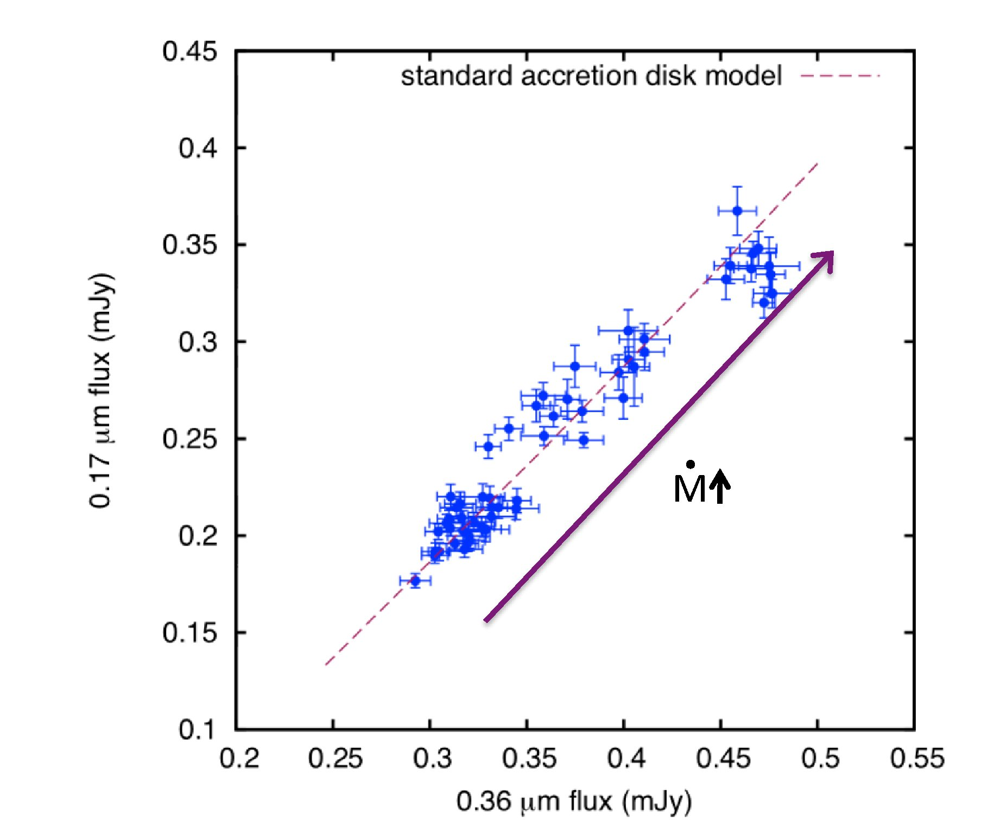 0.45
standard accretion disk model
0.4
0.35
0.3
0.25
0.2
0.15
0.1
0.17 μm flux (mJy)
Ṁ↑
0.2 0.25 0.3 0.35 0.4 0.45 0.5 0.55
0.36 μm flux (mJy)